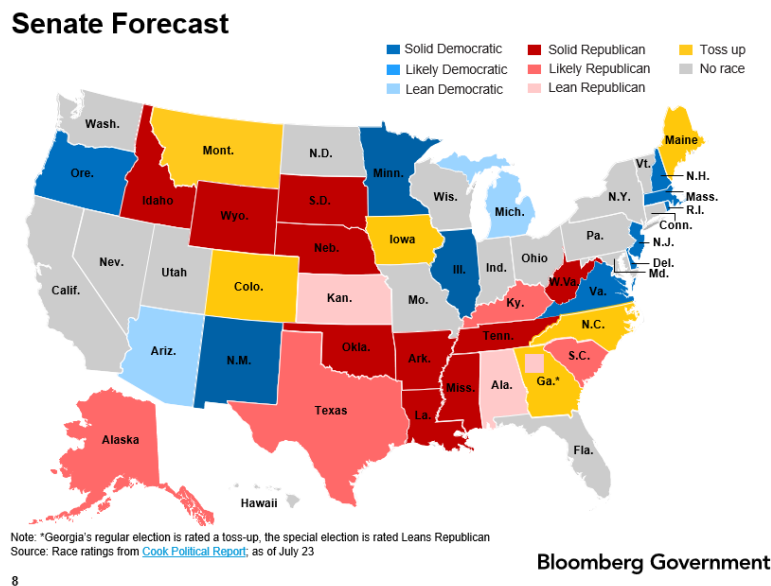 Senate Forecast
Solid Democratic
Solid Republican
Toss up
Likely Democratic
Likely Republican
No race
Lean Democratic
Lean Republican
Wash.
Maine
Mont.
N.D.
Minn.
Vt.
Ore.
N.H.
Idaho
S.D.
Wis.
N.Y.
Mass.
Wyo.
Mich.
R.I.
Conn.
Iowa
Pa.
N.J.
Neb.
Nev.
Ohio
Del.
Utah
Ill.
Ind.
Md.
Colo.
W.Va.
Calif.
Kan.
Mo.
Va.
Ky.
N.C.
Ariz.
Tenn.
Okla.
N.M.
Ark.
S.C.
Ga.*
Miss.
Ala.
Texas
La.
Alaska
Fla.
Hawaii
Note: *Georgia's regular election is rated a toss-up, the special election is rated Leans Republican
Source: Race ratings from Cook Political Report; as of July 23
Bloomberg Government
8